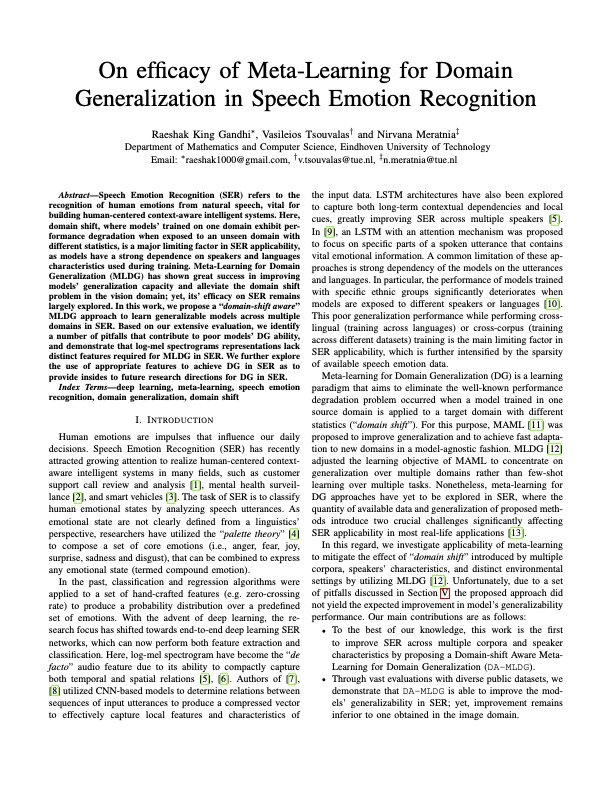 On efficacy of Meta-Learning for Domain
Generalization in Speech Emotion Recognition
Raeshak King Gandhi*, Vasileios Tsouvalas† and Nirvana Meratnia‡
Department of Mathematics and Computer Science, Eindhoven University of Technology
Email: *raeshak1000@gmail.com, †v.tsouvalas@tue.nl, ‡n.meratnia@tue.nl
Abstract—Speech Emotion Recognition (SER) refers to the
recognition of human emotions from natural speech, vital for
building human-centered context-aware intelligent systems. Here,
domain shift, where models' trained on one domain exhibit per-
formance degradation when exposed to an unseen domain with
different statistics, is a major limiting factor in SER applicability,
as models have a strong dependence on speakers and languages
characteristics used during training. Meta-Learning for Domain
Generalization (MLDG) has shown great success in improving
models' generalization capacity and alleviate the domain shift
problem in the vision domain; yet, its' efficacy on SER remains
largely explored. In this work, we propose a "domain-shift aware"
MLDG approach to learn generalizable models across multiple
domains in SER. Based on our extensive evaluation, we identify
a number of pitfalls that contribute to poor models' DG ability,
and demonstrate that log-mel spectrograms representations lack
distinct features required for MLDG in SER. We further explore
the use of appropriate features to achieve DG in SER as to
provide insides to future research directions for DG in SER.
Index Terms—deep learning, meta-learning, speech emotion
recognition, domain generalization, domain shift
I. INTRODUCTION
Human emotions are impulses that influence our daily
decisions. Speech Emotion Recognition (SER) has recently
attracted growing attention to realize human-centered context-
aware intelligent systems in many fields, such as customer
support call review and analysis [1], mental health surveil-
lance [2], and smart vehicles [3]. The task of SER is to classify
human emotional states by analyzing speech utterances. As
emotional state are not clearly defined from a linguistics'
perspective, researchers have utilized the "palette theory" [4]
to compose a set of core emotions (i.e., anger, fear, joy,
surprise, sadness and disgust), that can be combined to express
any emotional state (termed compound emotion).
In the past, classification and regression algorithms were
applied to a set of hand-crafted features (e.g. zero-crossing
rate) to produce a probability distribution over a predefined
set of emotions. With the advent of deep learning, the re-
search focus has shifted towards end-to-end deep learning SER
networks, which can now perform both feature extraction and
classification. Here, log-mel spectrogram have become the "de
facto" audio feature due to its ability to compactly capture
both temporal and spatial relations [5], [6]. Authors of [7],
[8] utilized CNN-based models to determine relations between
sequences of input utterances to produce a compressed vector
to effectively capture local features and characteristics of
the input data. LSTM architectures have also been explored
to capture both long-term contextual dependencies and local
cues, greatly improving SER across multiple speakers [5].
In [9], an LSTM with an attention mechanism was proposed
to focus on specific parts of a spoken utterance that contains
vital emotional information. A common limitation of these ap-
proaches is strong dependency of the models on the utterances
and languages. In particular, the performance of models trained
with specific ethnic groups significantly deteriorates when
models are exposed to different speakers or languages [10].
This poor generalization performance while performing cross-
lingual (training across languages) or cross-corpus (training
across different datasets) training is the main limiting factor in
SER applicability, which is further intensified by the sparsity
of available speech emotion data.
Meta-learning for Domain Generalization (DG) is a learning
paradigm that aims to eliminate the well-known performance
degradation problem occurred when a model trained in one
source domain is applied to a target domain with different
statistics ("domain shift"). For this purpose, MAML [11] was
proposed to improve generalization and to achieve fast adapta-
tion to new domains in a model-agnostic fashion. MLDG [12]
adjusted the learning objective of MAML to concentrate on
generalization over multiple domains rather than few-shot
learning over multiple tasks. Nonetheless, meta-learning for
DG approaches have yet to be explored in SER, where the
quantity of available data and generalization of proposed meth-
ods introduce two crucial challenges significantly affecting
SER applicability in most real-life applications [13].
In this regard, we investigate applicability of meta-learning
to mitigate the effect of "domain shift" introduced by multiple
corpora, speakers' characteristics, and distinct environmental
settings by utilizing MLDG [12]. Unfortunately, due to a set
of pitfalls discussed in Section V, the proposed approach did
not yield the expected improvement in model's generalizability
performance. Our main contributions are as follows:
• To the best of our knowledge, this work is the first
to improve SER across multiple corpora and speaker
characteristics by proposing a Domain-shift Aware Meta-
Learning for Domain Generalization (DA-MLDG).
• Through vast evaluations with diverse public datasets, we
demonstrate that DA-MLDG is able to improve the mod-
els' generalizability in SER; yet, improvement remains
inferior to one obtained in the image domain.